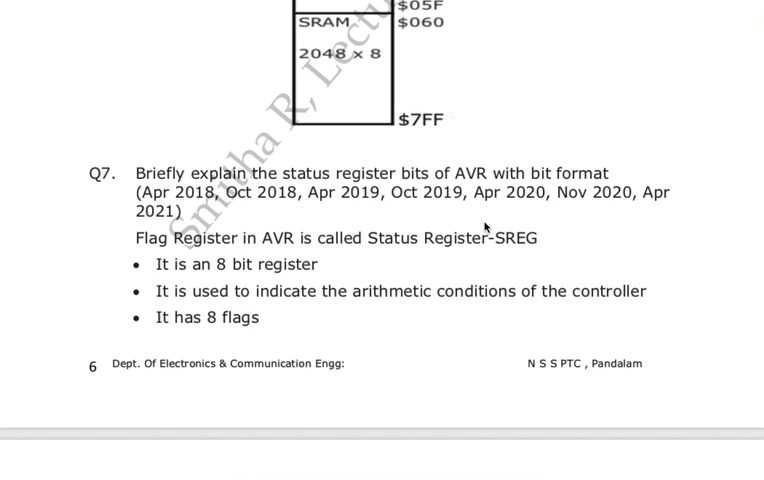 $05F
SRAM $060
2048 x 8
$7FF
Q7. Briefly explain the status register bits of AVR with bit format
(Apr 2018, Oct 2018, Apr 2019, Oct 2019, Apr 2020, Nov 2020, Apr
2021)
Flag Register in AVR is called Status Register-SREG
• It is an 8 bit register
• It is used to indicate the arithmetic conditions of the controller
• It has 8 flags
6 Dept. Of Electronics & Communication Engg: N S S PTC , Pandalam
Smitha R, Lectu